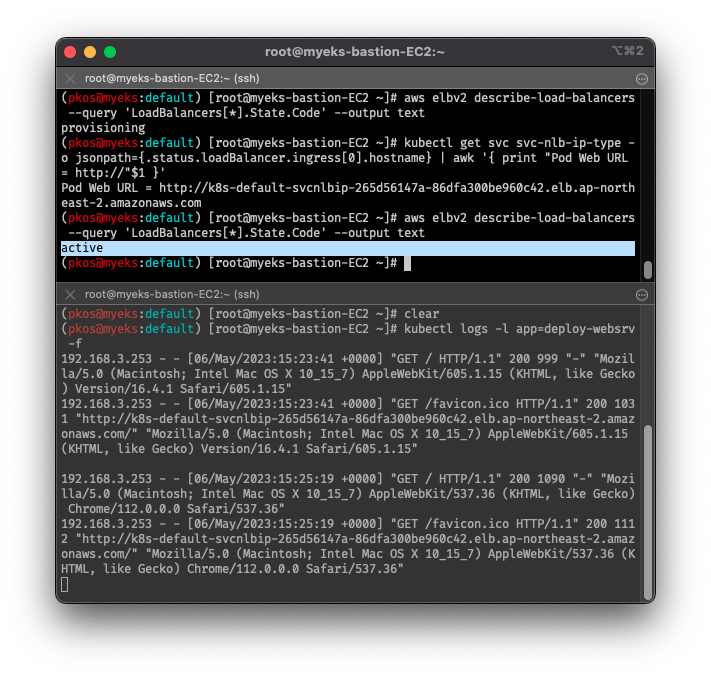 root@myeks-bastion-EC2:~
⌥⌘2
root@myeks-bastion-EC2:~ (ssh)
(pkos@myeks:default) [root@myeks-bastion-EC2 ~]# aws elbv2 describe-load-balancers
 --query 'LoadBalancers[*].State.Code' --output text
provisioning
(pkos@myeks:default) [root@myeks-bastion-EC2 ~]# kubectl get svc svc-nlb-ip-type -
o jsonpath={.status.loadBalancer.ingress[0].hostname} | awk '{ print "Pod Web URL
= http://"$1 }'
Pod Web URL = http://k8s-default-svcnlbip-265d56147a-86dfa300be960c42.elb.ap-north
east-2.amazonaws.com
(pkos@myeks:default) [root@myeks-bastion-EC2 ~]# aws elbv2 describe-load-balancers
 --query 'LoadBalancers[*].State.Code' --output text
active
(pkos@myeks:default) [root@myeks-bastion-EC2 ~]#
root@myeks-bastion-EC2:~ (ssh)
(pkos@myeks:default) [root@myeks-bastion-EC2 ~]# clear
(pkos@myeks:default) [root@myeks-bastion-EC2 ~]# kubectl logs -l app=deploy-websrv
 -f
192.168.3.253 - - [06/May/2023:15:23:41 +0000] "GET / HTTP/1.1" 200 999 "-" "Mozil
la/5.0 (Macintosh; Intel Mac OS X 10_15_7) AppleWebKit/605.1.15 (KHTML, like Gecko
) Version/16.4.1 Safari/605.1.15"
192.168.3.253 - - [06/May/2023:15:23:41 +0000] "GET /favicon.ico HTTP/1.1" 200 103
1 "http://k8s-default-svcnlbip-265d56147a-86dfa300be960c42.elb.ap-northeast-2.amaz
onaws.com/" "Mozilla/5.0 (Macintosh; Intel Mac OS X 10_15_7) AppleWebKit/605.1.15
(KHTML, like Gecko) Version/16.4.1 Safari/605.1.15"
192.168.3.253 - - [06/May/2023:15:25:19 +0000] "GET / HTTP/1.1" 200 1090 "-" "Mozi
lla/5.0 (Macintosh; Intel Mac OS X 10_15_7) AppleWebKit/537.36 (KHTML, like Gecko)
 Chrome/112.0.0.0 Safari/537.36"
192.168.3.253 - - [06/May/2023:15:25:19 +0000] "GET /favicon.ico HTTP/1.1" 200 111
2 "http://k8s-default-svcnlbip-265d56147a-86dfa300be960c42.elb.ap-northeast-2.amaz
onaws.com/" "Mozilla/5.0 (Macintosh; Intel Mac OS X 10_15_7) AppleWebKit/537.36 (K
HTML, like Gecko) Chrome/112.0.0.0 Safari/537.36"